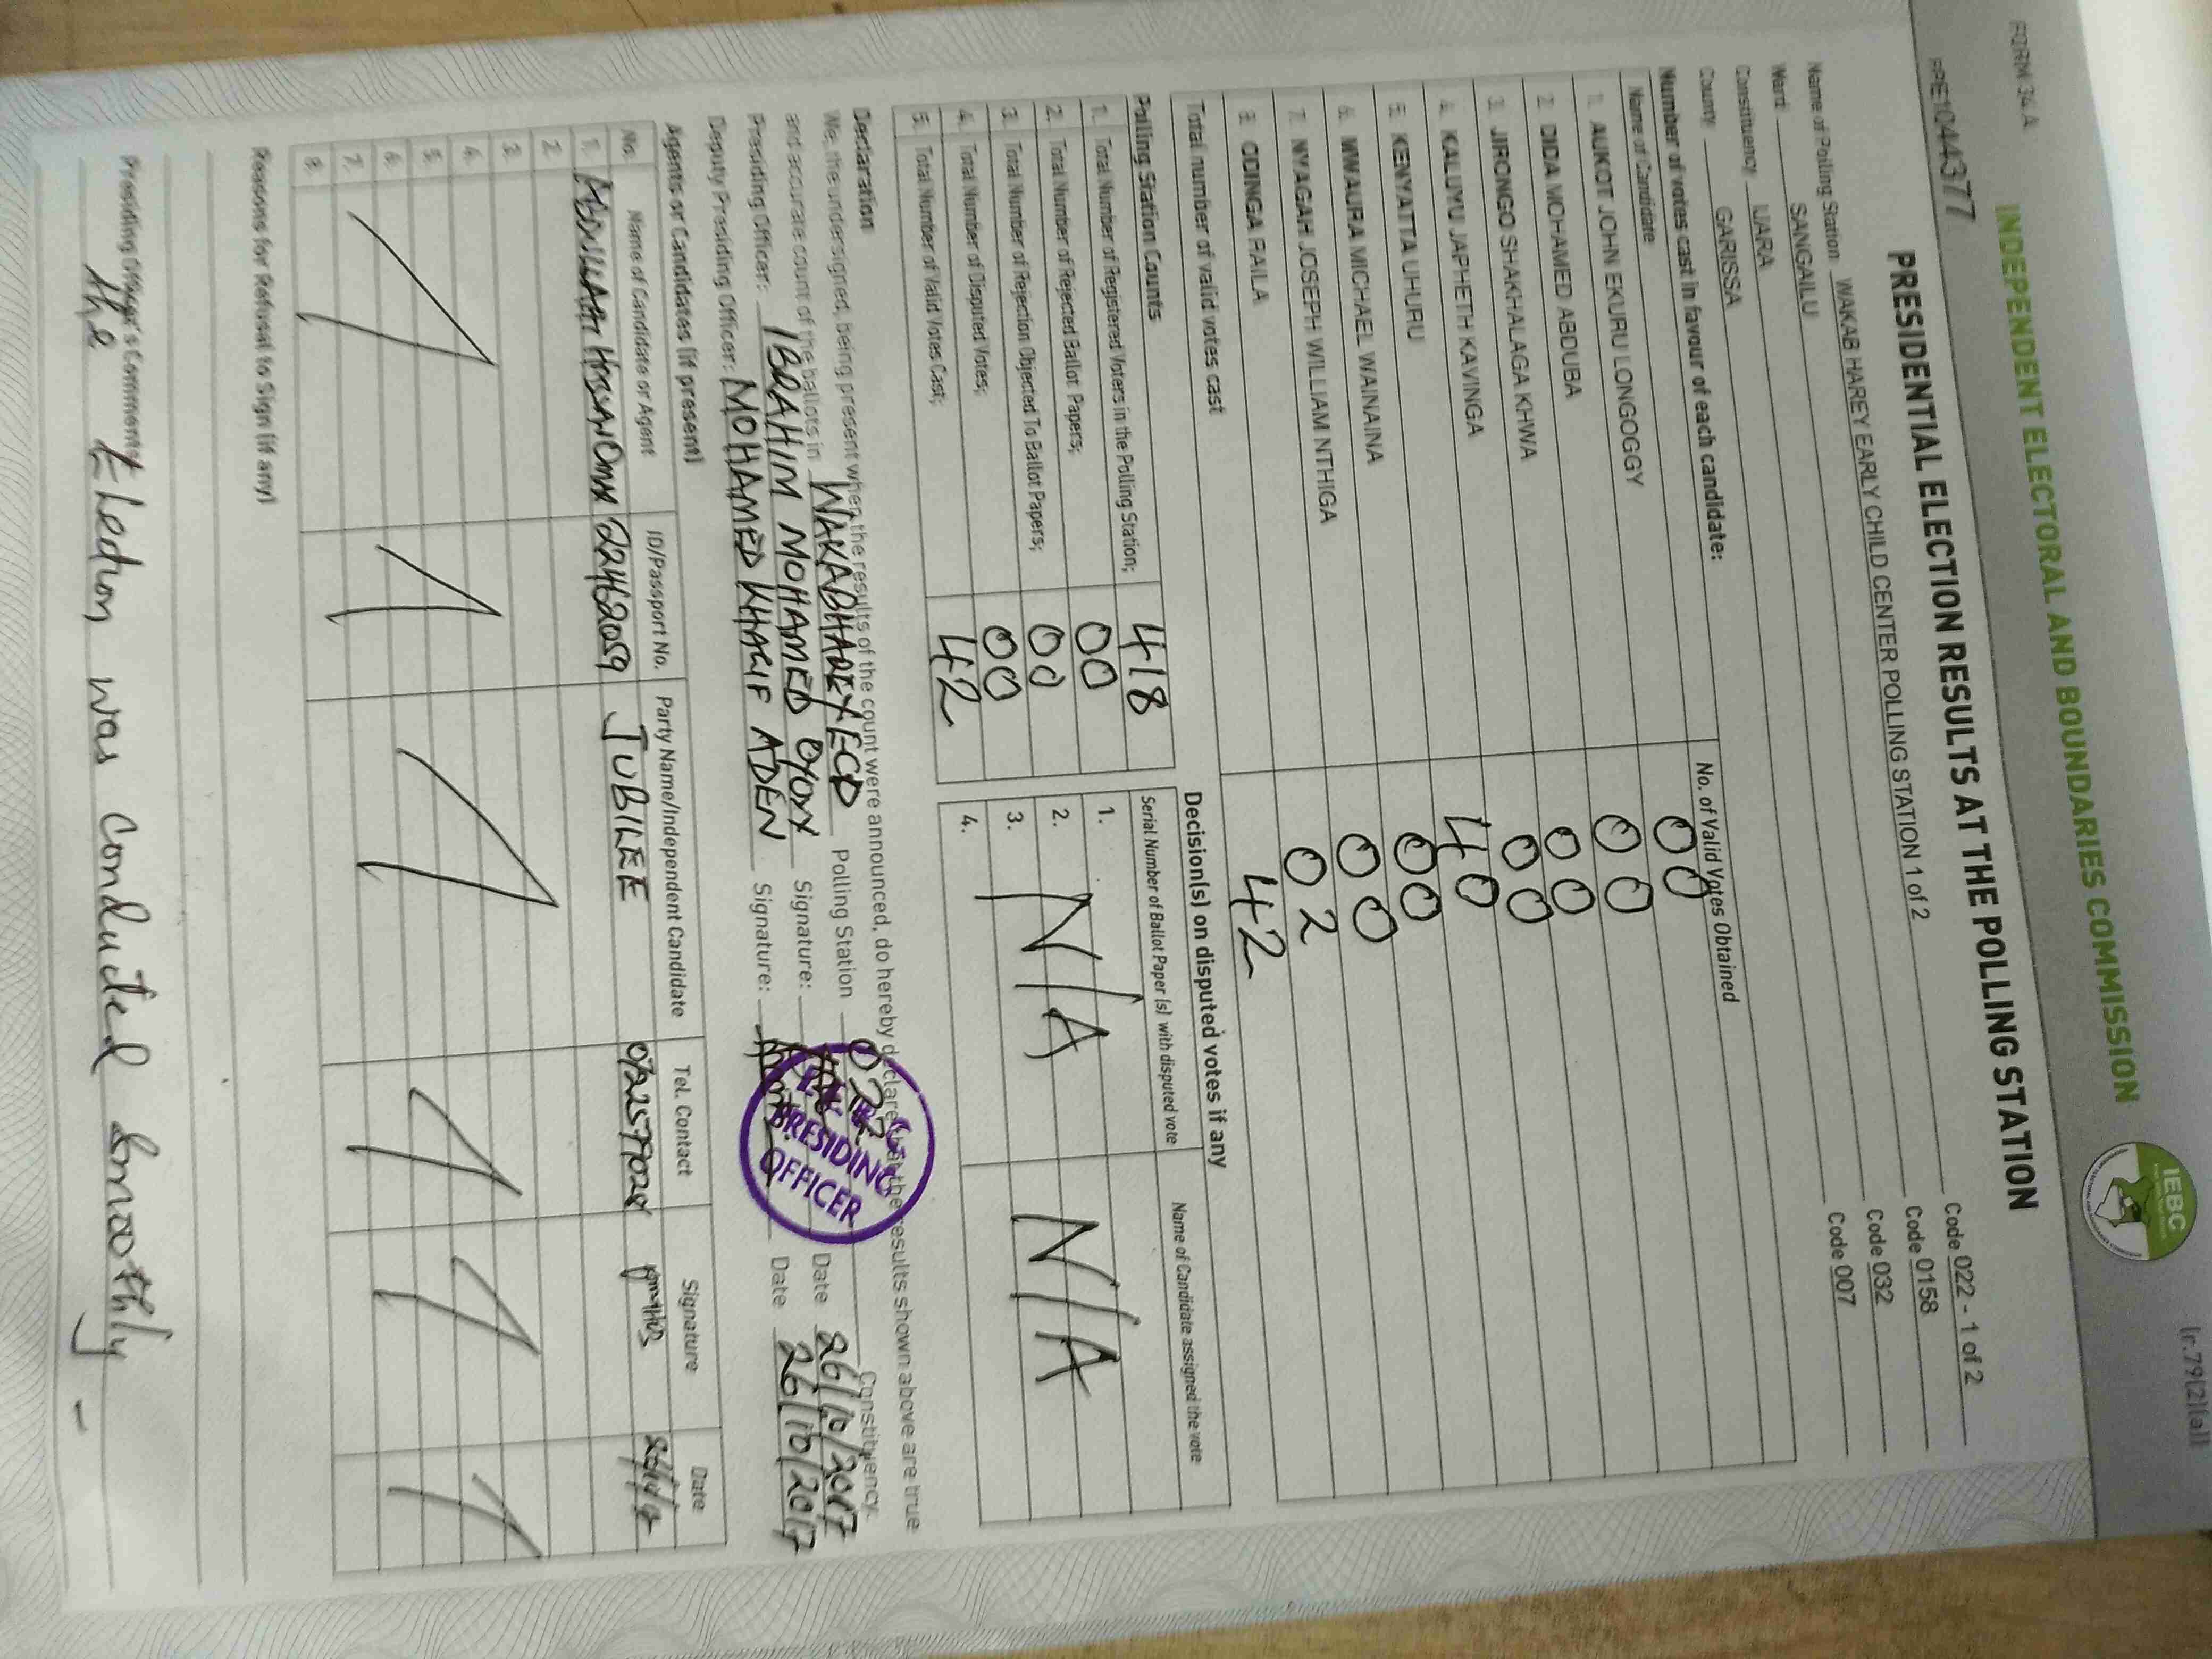 FORM 34A
(r.79(2)(a))
INDEPENDENT ELECTORAL AND BOUNDARIES COMMISSION
IEBC
PRE1044377
PRESIDENTIAL ELECTION RESULTS AT THE POLLING STATION
Name of Polling Station WAKAB HAREY EARLY CHILD CENTER POLLING STATION 1 of 2 Code 022 - 1 of 2
Ward SANGAILU Code 0158
Constituency IJARA Code 032
County GARISSA Code 007
Number of votes cast in favour of each candidate:
Name of Candidate No. of Valid Votes Obtained
1. AUKOT JOHN EKURU LONGOGGY 00
2. DIDA MOHAMED ABDUBA 00
3. JIRONGO SHAKHALAGA KHWA 00
4. KALUYU JAPHETH KAVINGA 00
5. KENYATTA UHURU 40
6. MWAURA MICHAEL WAINAINA 00
7. NYAGAH JOSEPH WILLIAM NTHIGA 00
8. ODINGA RAILA 02
Total number of valid votes cast 42
Polling Station Counts
1. Total Number of Registered Voters in the Polling Station; 418
2. Total Number of Rejected Ballot Papers; 00
3. Total Number of Rejection Objected To Ballot Papers; 00
4. Total Number of Disputed Votes; 00
5. Total Number of Valid Votes Cast; 42
Decision(s) on disputed votes if any
Serial Number of Ballot Paper (s) with disputed vote Name of Candidate assigned the vote
1.
2. N/A N/A
3.
4.
Declaration
We, the undersigned, being present when the results of the count were announced, do hereby declare that the results shown above are true
and accurate count of the ballots in WAKABHAREY ECD Polling Station 022 Constituency.
Presiding Officer: IBRAHIM MOHAMED Signature: Date 26/10/2017
Deputy Presiding Officer: MOHAMED KHALIF ADEN Signature: Date 26/10/2017
PRESIDING
OFFICER
Agents or Candidates (if present)
No. Name of Candidate or Agent ID/Passport No. Party Name/Independent Candidate Tel. Contact Signature Date
1. HASSAN 22462059 JUBILEE
2.
3.
4.
5.
6.
7.
8.
Reasons for Refusal to Sign (if any)
Presiding Officer's Comments
the Election was conducted smoothly